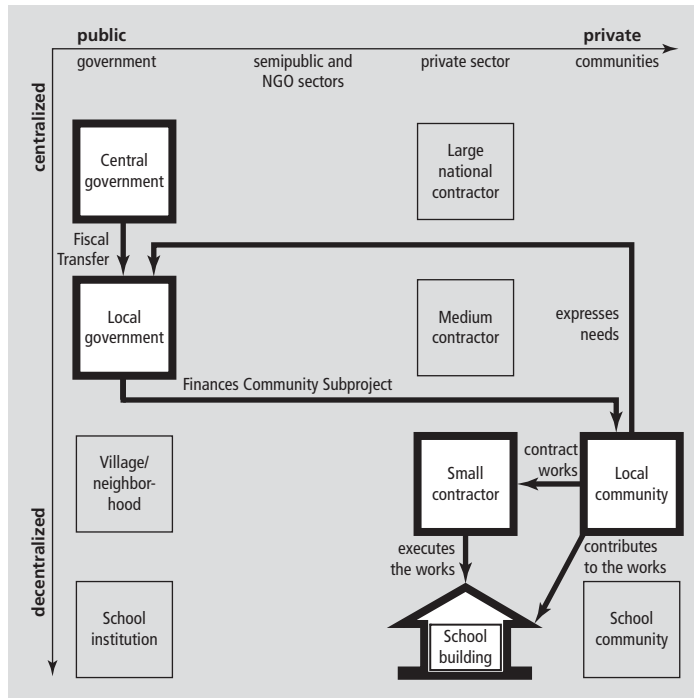 public
private
government
semipublic and
NGO sectors
private sector
communities
centralized
Central
government
Large
national
contractor
Fiscal
Transfer
Local
government
Medium
contractor
expresses
needs
Finances Community Subproject
Village/
neighbor-
hood
Small
contractor
contract
works
Local
community
decentralized
executes
the works
contributes
to the works
School
institution
School
building
School
community